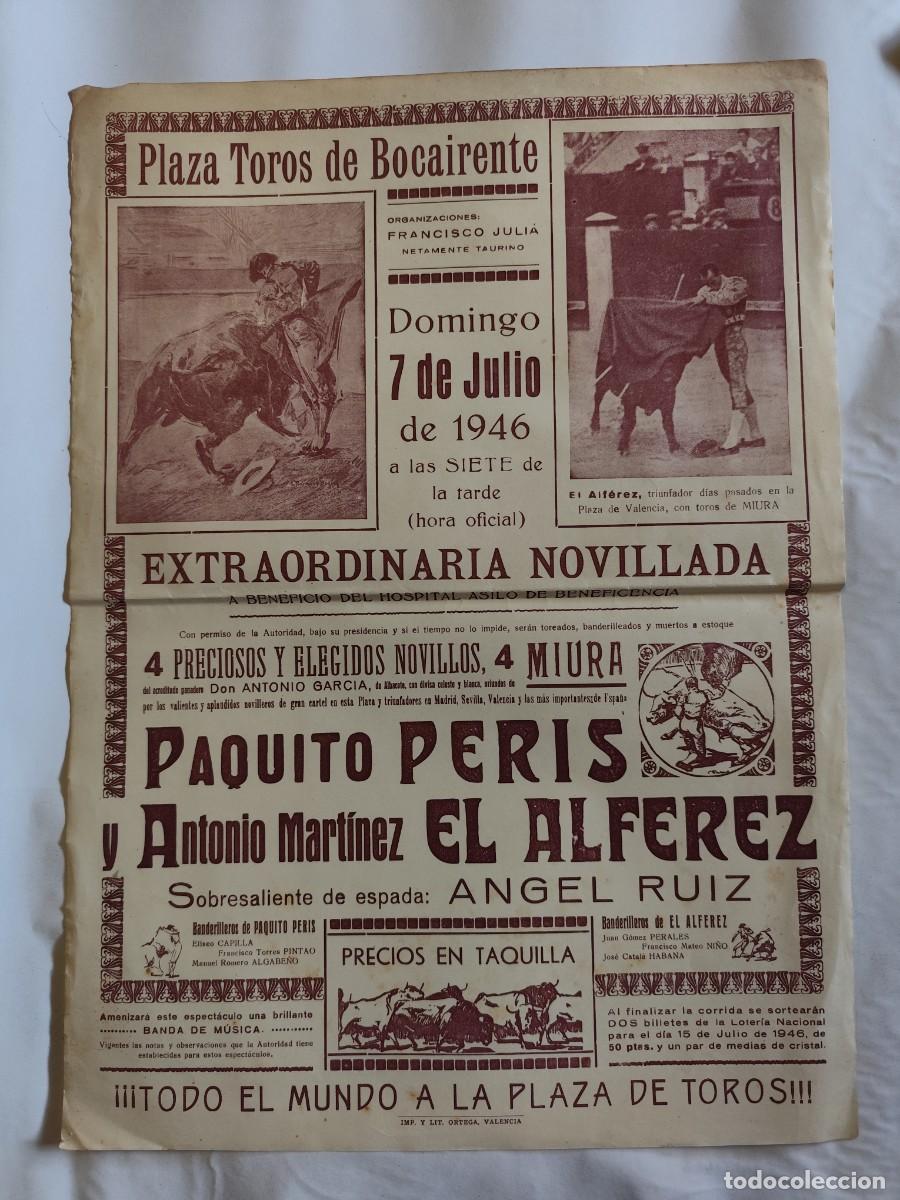 Plaza Toros de Bocairente
ORGANIZACIONES:
FRANCISCO JULIÁ
NETAMENTE TAURINO
Domingo
7 de Julio
de 1946
a las SIETE de
la tarde
(hora oficial)
8
El Alférez, triunfador días pasados en la
Plaza de Valencia, con toros de MIURA
EXTRAORDINARIA NOVILLADA
A BENEFICIO DEL HOSPITAL ASILO DE BENEFICENCIA
Con permiso de la Autoridad, bajo su presidencia y si el tiempo no lo impide, serán toreados, banderilleados y muertos a estoque
4 PRECIOSOS Y ELEGIDOS NOVILLOS, 4 MIURA
del acreditado ganadero Don ANTONIO GARCIA, de Albacete, con divisa celeste y blanca, oriundos de
por los valientes y aplaudidos novilleros de gran cartel en esta Plaza y triunfadores en Madrid, Sevilla, Valencia y las más importantes de España
PAQUITO PERIS
y Antonio Martínez EL ALFEREZ
Sobresaliente de espada: ANGEL RUIZ
Banderilleros de PAQUITO PERIS
Eliseo CAPILLA
Francisco Torres PINTAO
Manuel Romero ALGABEÑO
PRECIOS EN TAQUILLA
Banderilleros de EL ALFEREZ
Juan Gómez PERALES
Francisco Mateo NIÑO
José Catalá HABANA
Amenizará este espectáculo una brillante
BANDA DE MÚSICA.
Vigentes las notas y observaciones que la Autoridad tiene
establecidas para estos espectáculos.
Al finalizar la corrida se sortearán
DOS billetes de la Lotería Nacional
para el día 15 de Julio de 1946, de
50 ptas. y un par de medias de cristal.
¡¡¡TODO EL MUNDO A LA PLAZA DE TOROS!!!
IMP. Y LIT. ORTEGA, VALENCIA
todocoleccion